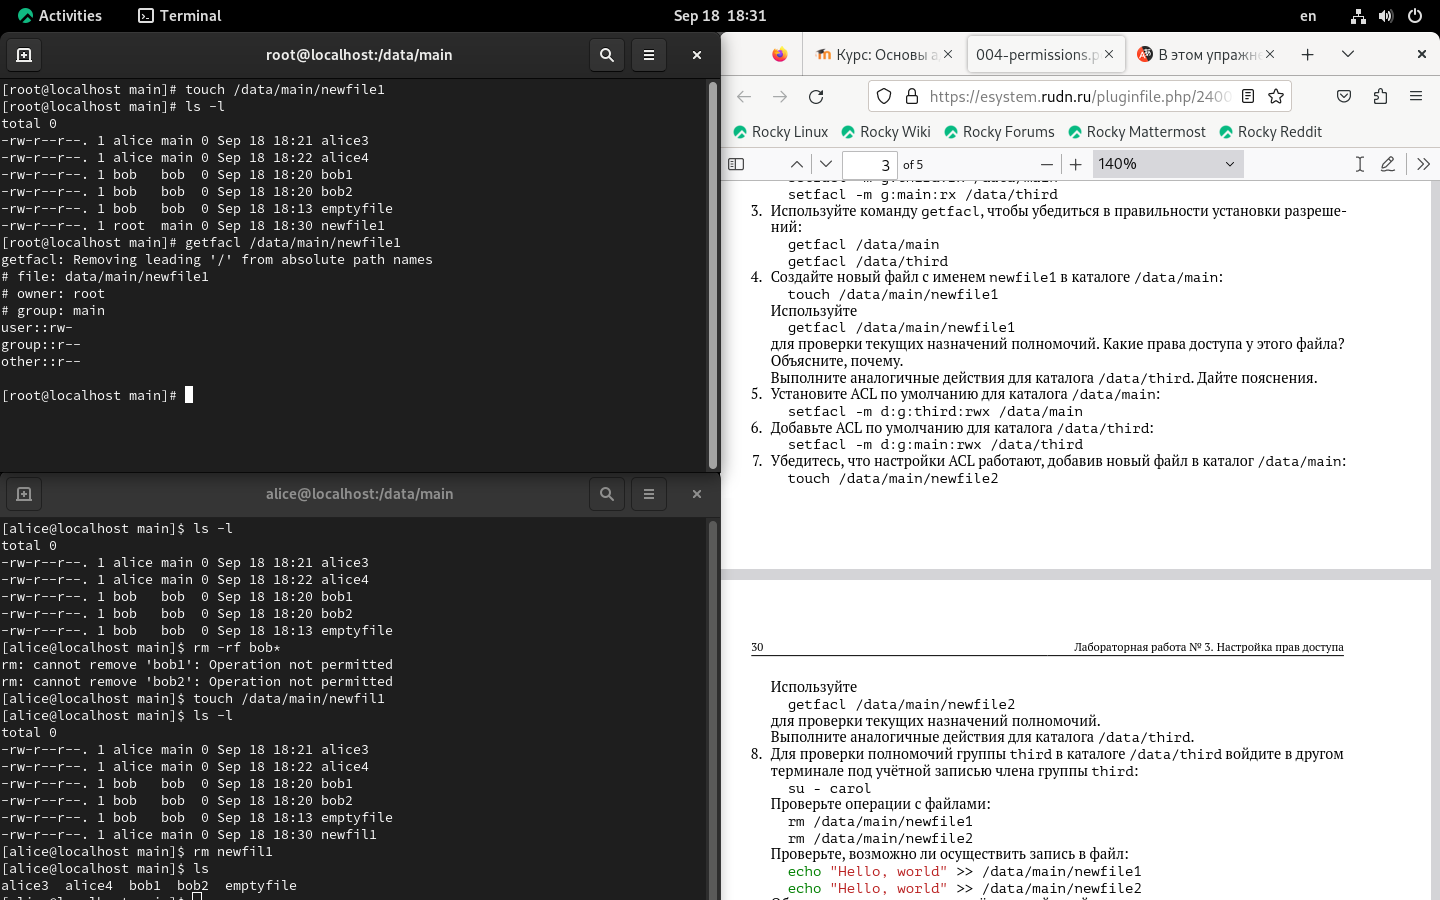 Activities
Terminal
Sep 18 18:31
en
root@localhost:/data/main
[root@localhost main]# touch /data/main/newfile1
[root@localhost main]# ls -l
total 0
-rw-r--r--. 1 alice main 0 Sep 18 18:21 alice3
-rw-r--r--. 1 alice main 0 Sep 18 18:22 alice4
-rw-r--r--. 1 bob   bob  0 Sep 18 18:20 bob1
-rw-r--r--. 1 bob   bob  0 Sep 18 18:20 bob2
-rw-r--r--. 1 bob   bob  0 Sep 18 18:13 emptyfile
-rw-r--r--. 1 root  main 0 Sep 18 18:30 newfile1
[root@localhost main]# getfacl /data/main/newfile1
getfacl: Removing leading '/' from absolute path names
# file: data/main/newfile1
# owner: root
# group: main
user::rw-
group::r--
other::r--
[root@localhost main]#
alice@localhost:/data/main
[alice@localhost main]$ ls -l
total 0
-rw-r--r--. 1 alice main 0 Sep 18 18:21 alice3
-rw-r--r--. 1 alice main 0 Sep 18 18:22 alice4
-rw-r--r--. 1 bob   bob  0 Sep 18 18:20 bob1
-rw-r--r--. 1 bob   bob  0 Sep 18 18:20 bob2
-rw-r--r--. 1 bob   bob  0 Sep 18 18:13 emptyfile
[alice@localhost main]$ rm -rf bob*
rm: cannot remove 'bob1': Operation not permitted
rm: cannot remove 'bob2': Operation not permitted
[alice@localhost main]$ touch /data/main/newfil1
[alice@localhost main]$ ls -l
total 0
-rw-r--r--. 1 alice main 0 Sep 18 18:21 alice3
-rw-r--r--. 1 alice main 0 Sep 18 18:22 alice4
-rw-r--r--. 1 bob   bob  0 Sep 18 18:20 bob1
-rw-r--r--. 1 bob   bob  0 Sep 18 18:20 bob2
-rw-r--r--. 1 bob   bob  0 Sep 18 18:13 emptyfile
-rw-r--r--. 1 alice main 0 Sep 18 18:30 newfil1
[alice@localhost main]$ rm newfil1
[alice@localhost main]$ ls
alice3  alice4  bob1  bob2  emptyfile
Курс: Основы а
004-permissions.p
В этом упражне
https://esystem.rudn.ru/pluginfile.php/2400
Rocky Linux
Rocky Wiki
Rocky Forums
Rocky Mattermost
Rocky Reddit
3 of 5
140%
setfacl -m g:main:rx /data/third
3. Используйте команду getfacl, чтобы убедиться в правильности установки разреше-
ний:
getfacl /data/main
getfacl /data/third
4. Создайте новый файл с именем newfile1 в каталоге /data/main:
touch /data/main/newfile1
Используйте
getfacl /data/main/newfile1
для проверки текущих назначений полномочий. Какие права доступа у этого файла?
Объясните, почему.
Выполните аналогичные действия для каталога /data/third. Дайте пояснения.
5. Установите ACL по умолчанию для каталога /data/main:
setfacl -m d:g:third:rwx /data/main
6. Добавьте ACL по умолчанию для каталога /data/third:
setfacl -m d:g:main:rwx /data/third
7. Убедитесь, что настройки ACL работают, добавив новый файл в каталог /data/main:
touch /data/main/newfile2
30 Лабораторная работа № 3. Настройка прав доступа
Используйте
getfacl /data/main/newfile2
для проверки текущих назначений полномочий.
Выполните аналогичные действия для каталога /data/third.
8. Для проверки полномочий группы third в каталоге /data/third войдите в другом
терминале под учётной записью члена группы third:
su - carol
Проверьте операции с файлами:
rm /data/main/newfile1
rm /data/main/newfile2
Проверьте, возможно ли осуществить запись в файл:
echo "Hello, world" >> /data/main/newfile1
echo "Hello, world" >> /data/main/newfile2